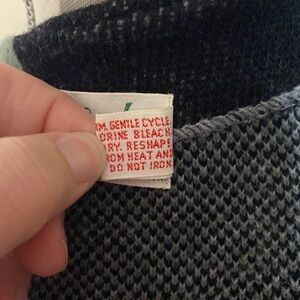 RM, GENTLE CYCLE
ORINE BLEACH
RY. RESHAPE
ROM HEAT AND
DO NOT IRON